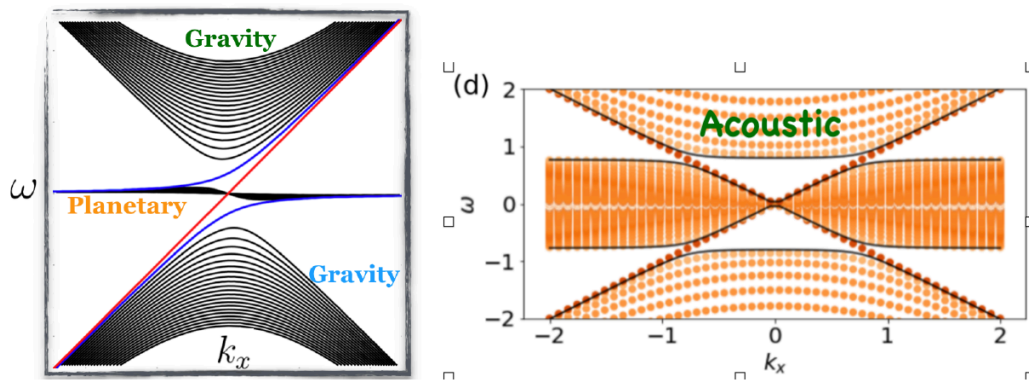 Gravity
ω
Planetary
Gravity
k_x
(d)
2
Acoustic
1
ω
0
−1
−2
−2
−1
0
1
2
k_x